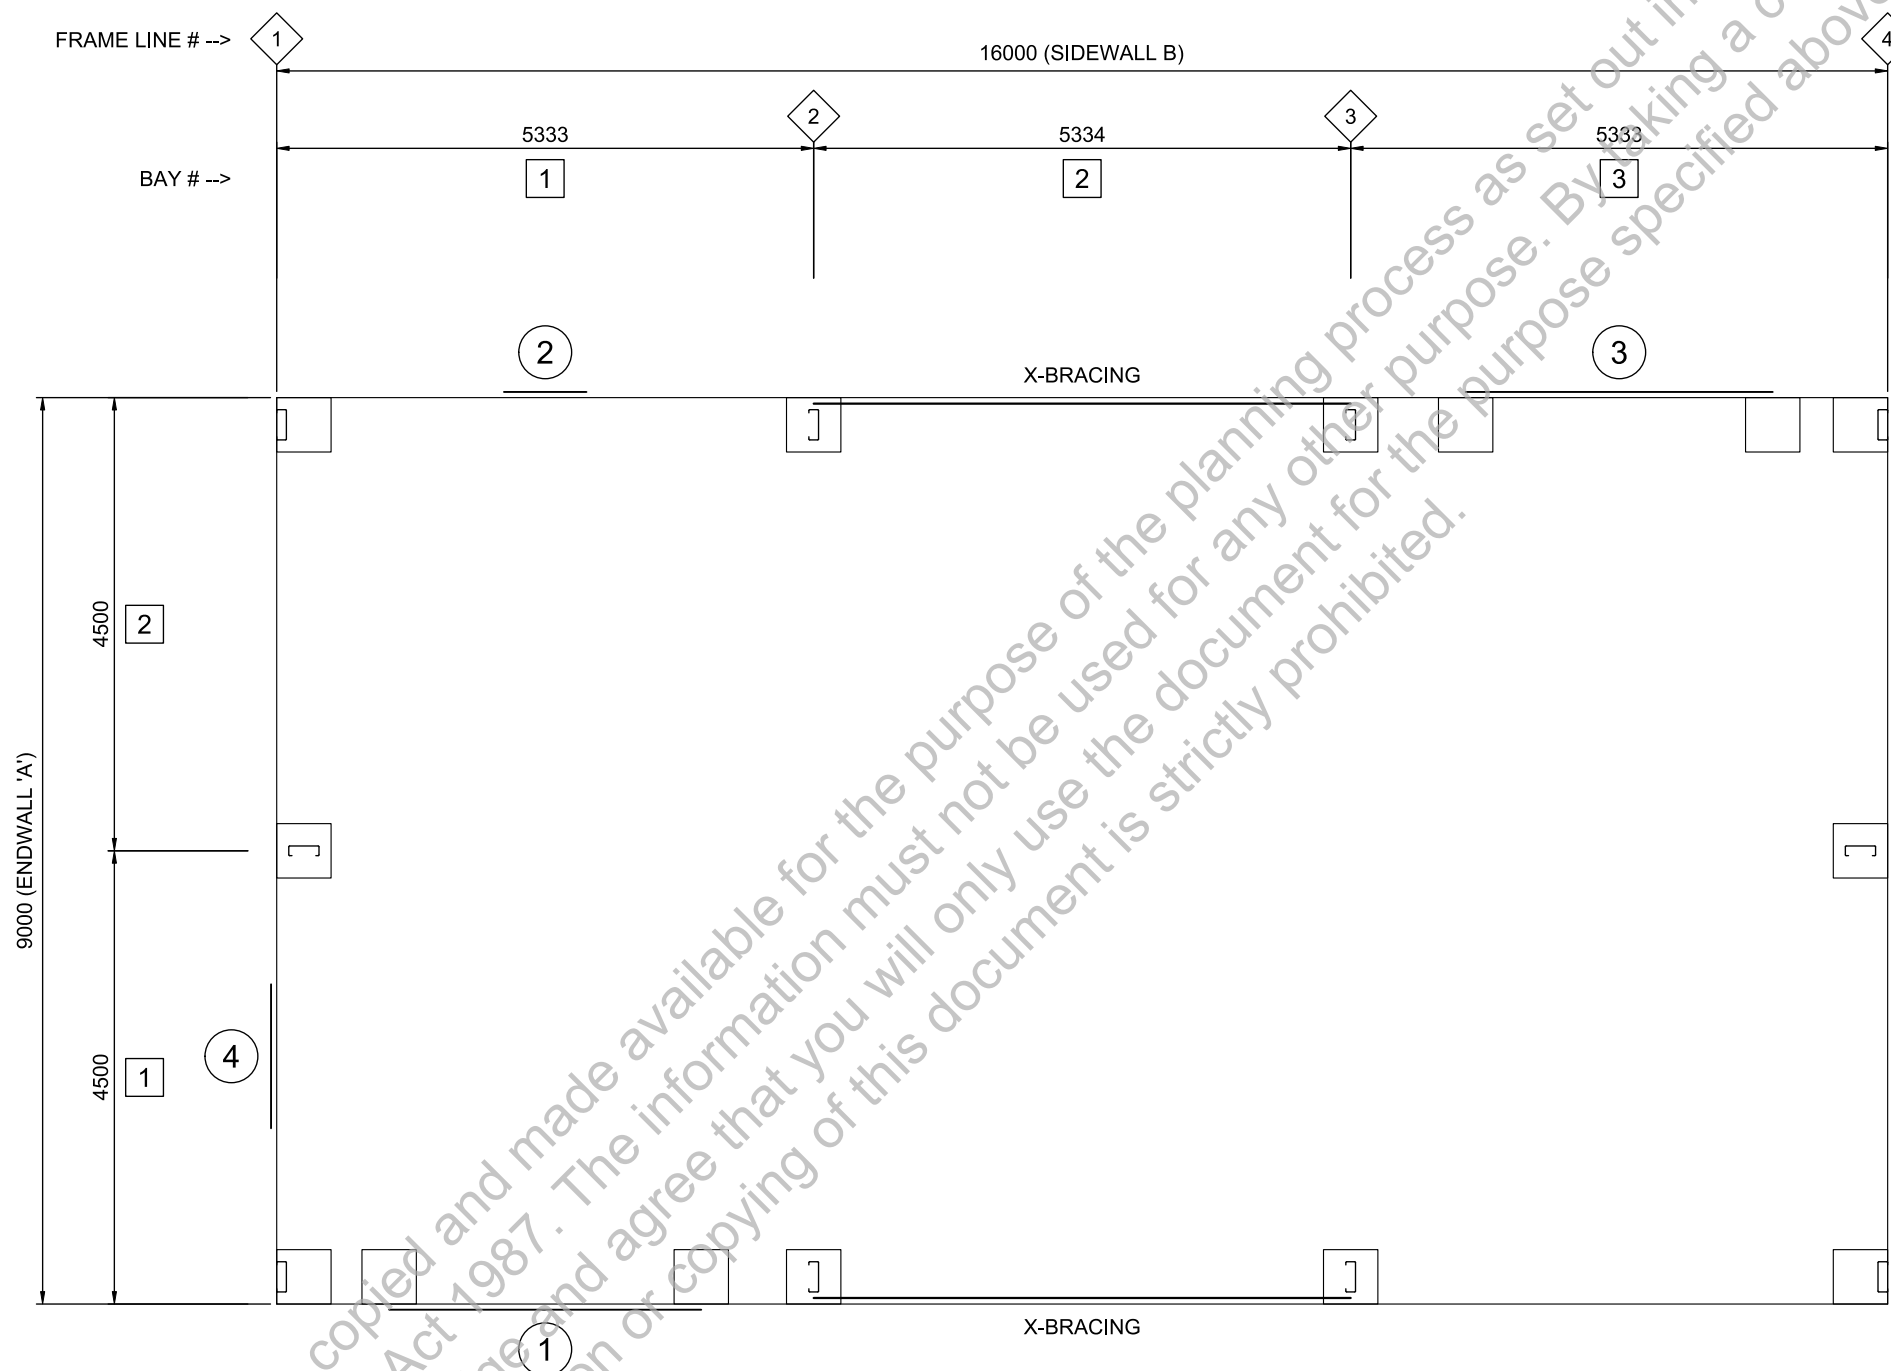 FRAME LINE # -->
1
16000 (SIDEWALL B)
4
2
3
5333
5334
5333
BAY # -->
1
2
3
2
X-BRACING
3
9000 (ENDWALL 'A')
4500
2
4500
1
4
X-BRACING
1
copied and made available for the purpose of the planning process as set out in
Act 1987. The information must not be used for any other purpose. By taking a
and agree that you will only use the document for the purpose specified above
or copying of this document is strictly prohibited.